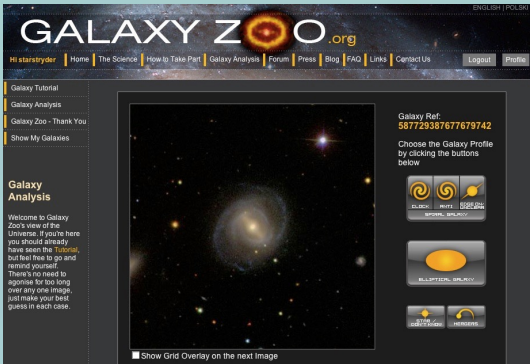 ENGLISH | POLSKI
GALAXY ZOO.org
Hi starstryder Home The Science How to Take Part Galaxy Analysis Forum Press Blog FAQ Links Contact Us Logout Profile
Galaxy Tutorial
Galaxy Analysis
Galaxy Zoo - Thank You
Show My Galaxies
Galaxy
Analysis
Welcome to Galaxy
Zoo's view of the
Universe. If you're here
you should already
have seen the Tutorial,
but feel free to go and
remind yourself.
There's no need to
agonise for too long
over any one image,
just make your best
guess in each case.
Show Grid Overlay on the next Image
Galaxy Ref:
587729387677679742
Choose the Galaxy Profile
by clicking the buttons
below
CLOCK ANTI EDGE ON/UNCLEAR
SPIRAL GALAXY
ELLIPTICAL GALAXY
STAR / DON'T KNOW MERGERS